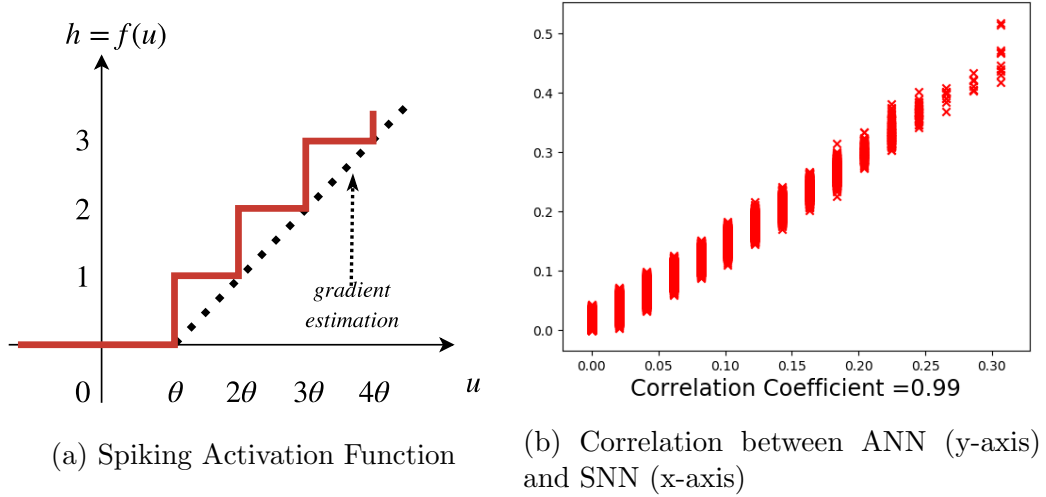 h = f(u)
3
2
1
0
θ
2θ
3θ
4θ
u
gradient
estimation
(a) Spiking Activation Function
0.5
0.4
0.3
0.2
0.1
0.0
0.00
0.05
0.10
0.15
0.20
0.25
0.30
Correlation Coefficient =0.99
(b) Correlation between ANN (y-axis)
and SNN (x-axis)